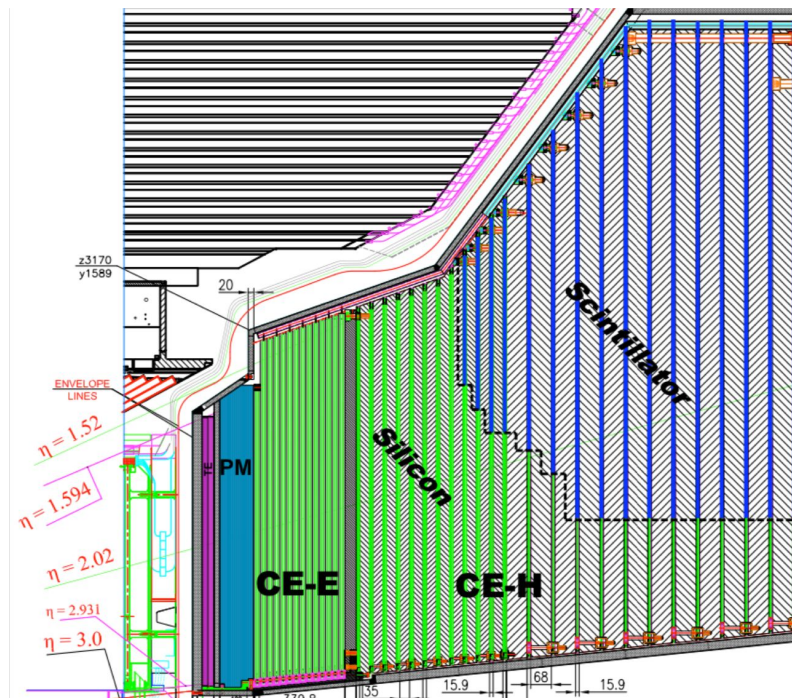 z3170
y1589
20
ENVELOPE
LINES
η = 1.52
η = 1.594
η = 2.02
η = 2.931
η = 3.0
TE
PM
CE-E
Silicon
CE-H
Scintillator
35
15.9
68
15.9